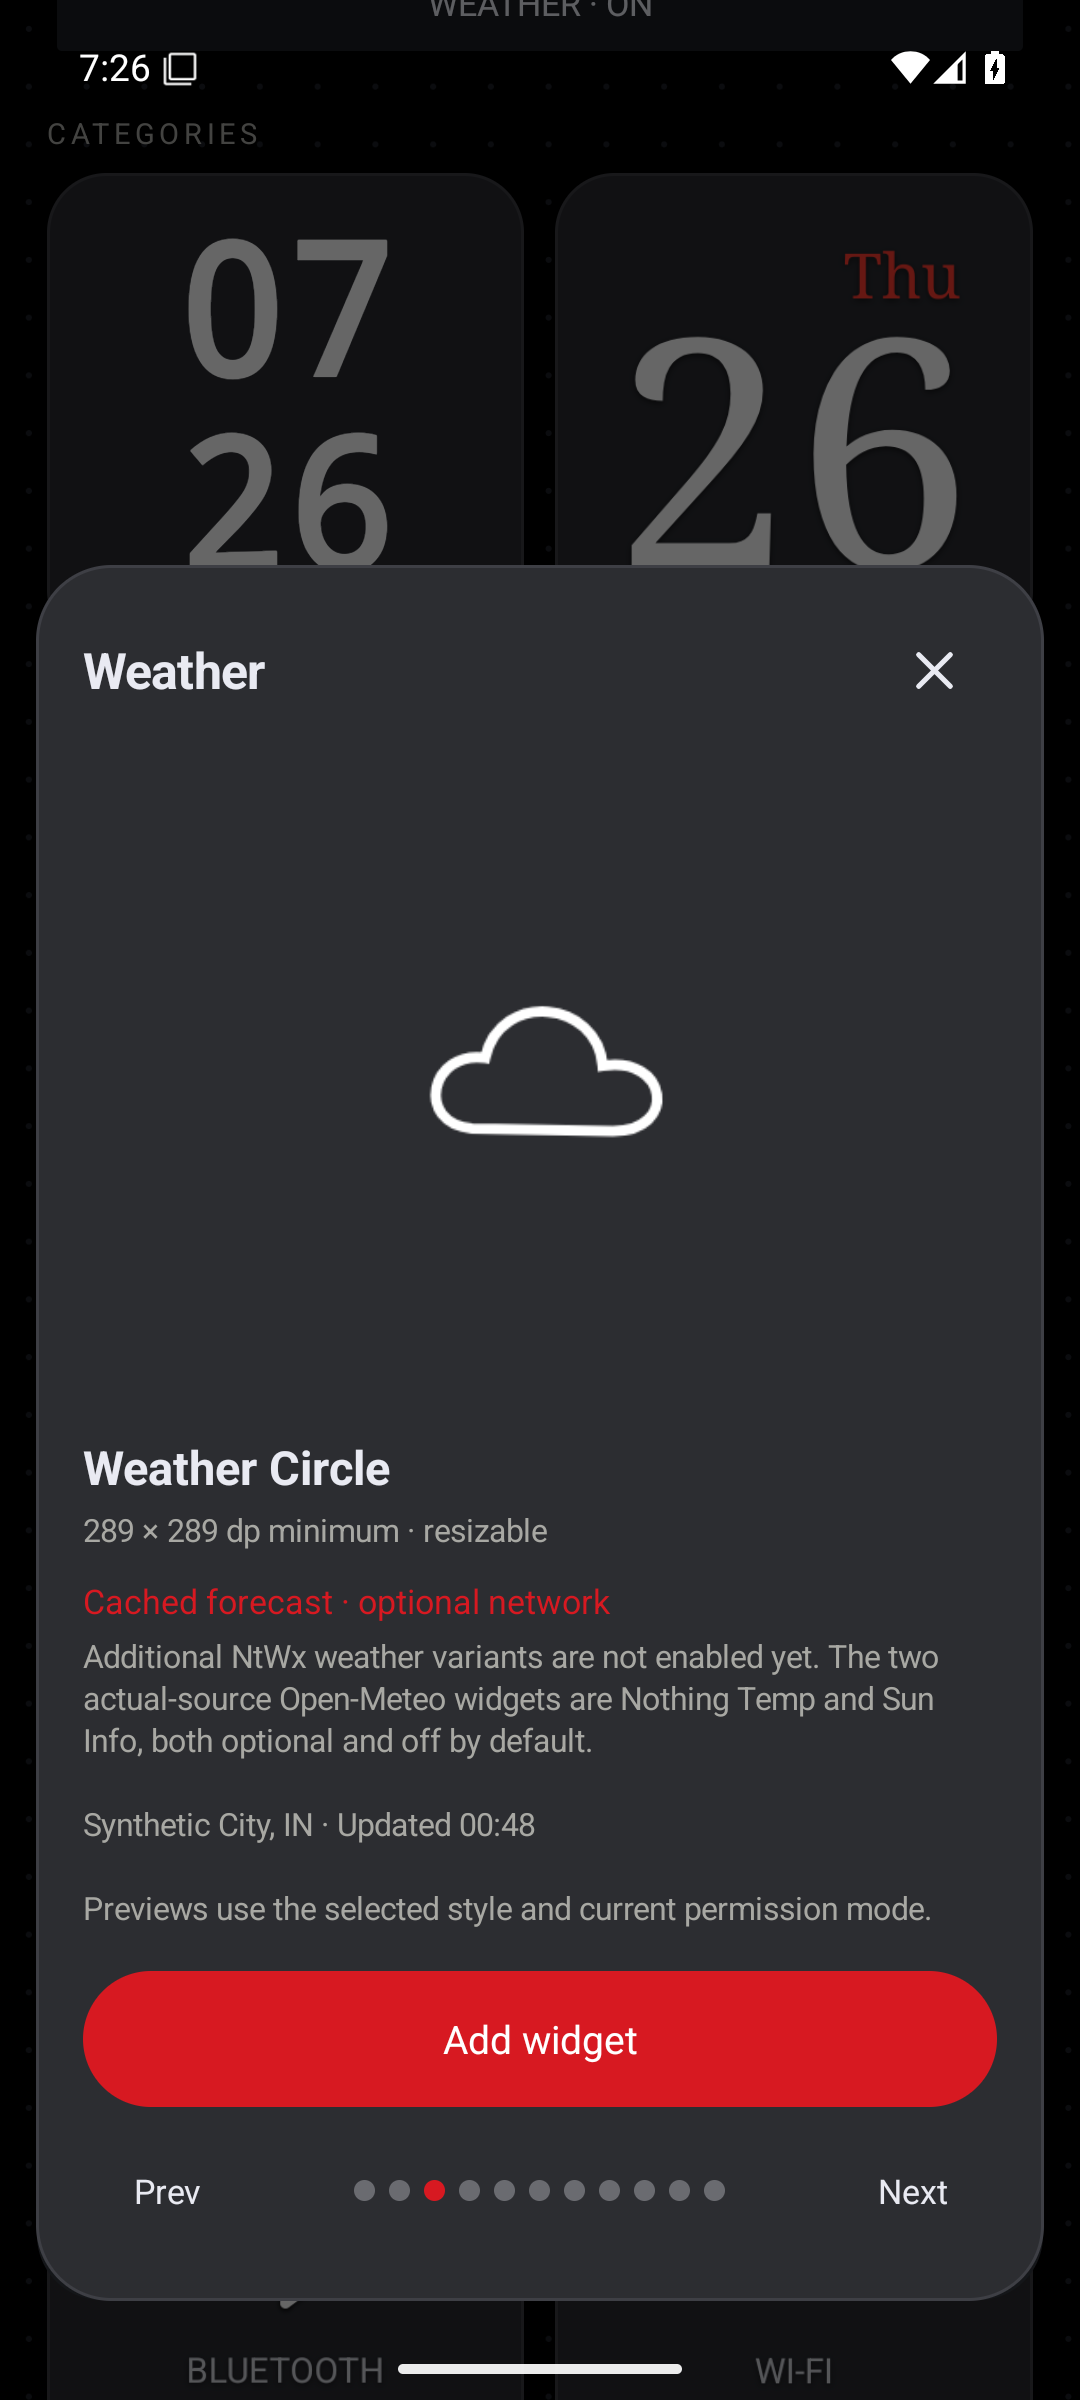 WEATHER · ON
7:26
CATEGORIES
07
26
Thu
26
Weather
Weather Circle
289 × 289 dp minimum · resizable
Cached forecast · optional network
Additional NtWx weather variants are not enabled yet. The two
actual-source Open-Meteo widgets are Nothing Temp and Sun
Info, both optional and off by default.
Synthetic City, IN · Updated 00:48
Previews use the selected style and current permission mode.
Add widget
Prev
Next
BLUETOOTH
WI-FI